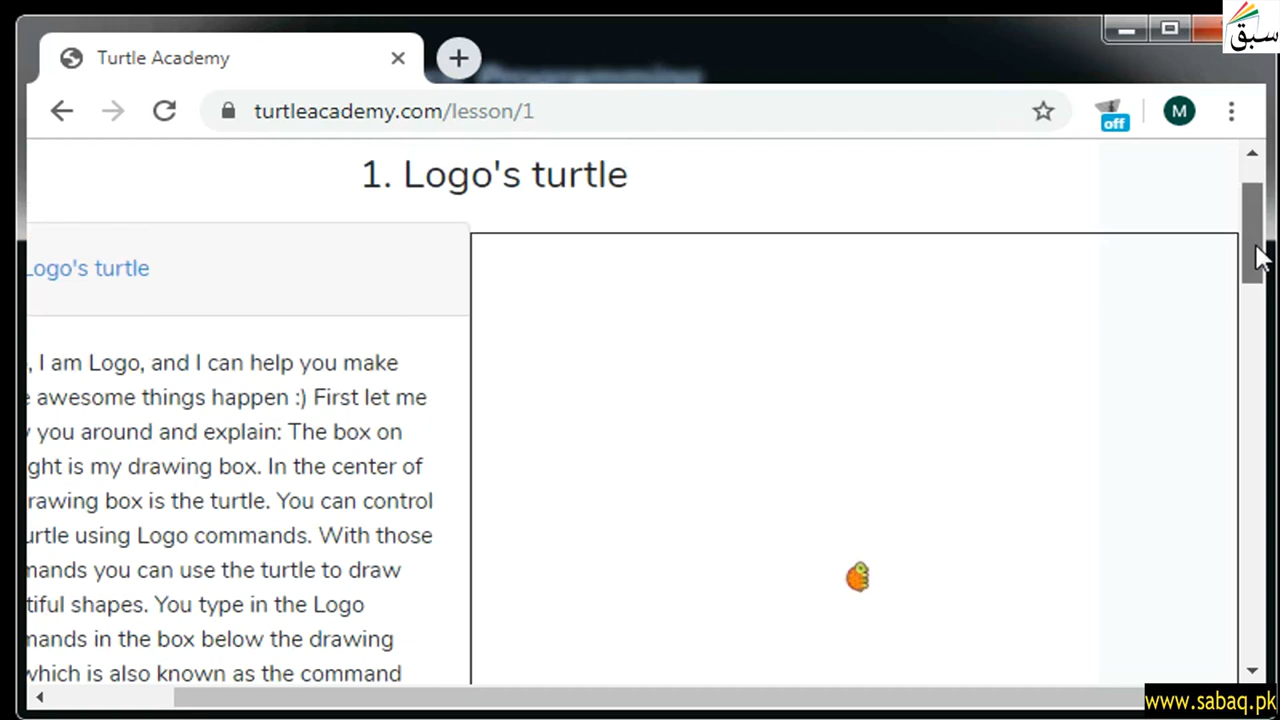 سبق
Turtle Academy
turtleacademy.com/lesson/1
off
M
1. Logo's turtle
Logo's turtle
, I am Logo, and I can help you make
awesome things happen :) First let me
you around and explain: The box on
ght is my drawing box. In the center of
rawing box is the turtle. You can control
urtle using Logo commands. With those
mands you can use the turtle to draw
tiful shapes. You type in the Logo
mands in the box below the drawing
which is also known as the command
www.sabaq.pk